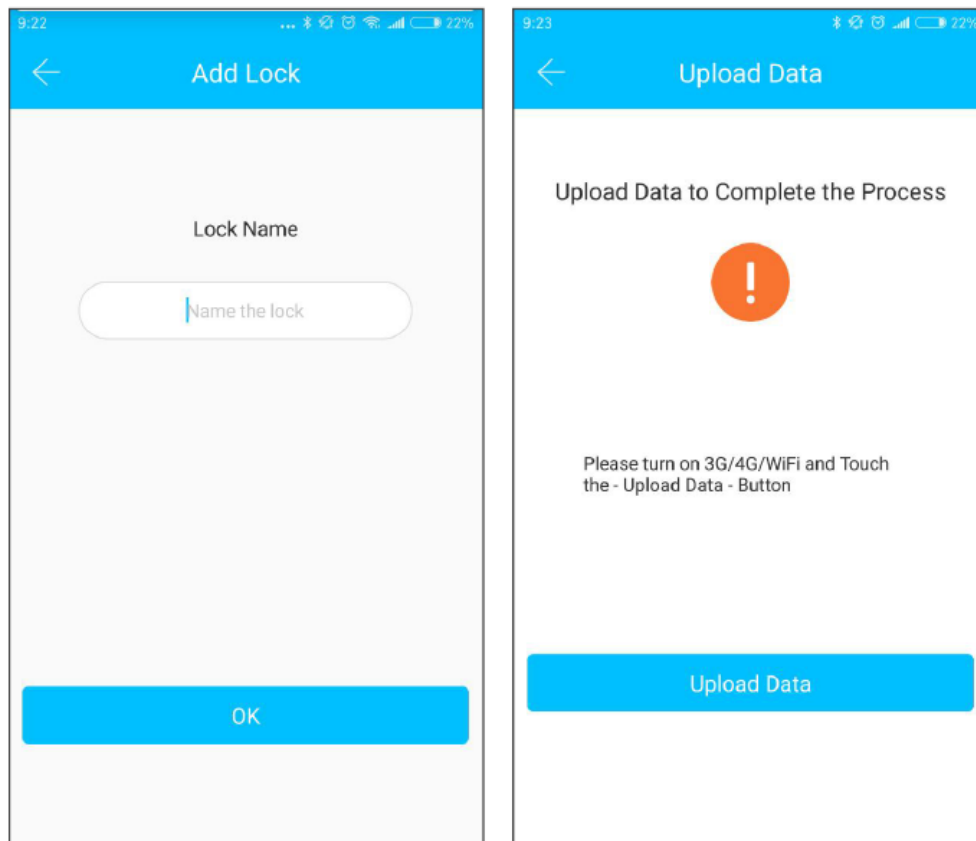 9:22
... 22%
Add Lock
Lock Name
Name the lock
OK
9:23
22%
Upload Data
Upload Data to Complete the Process
!
Please turn on 3G/4G/WiFi and Touch
the - Upload Data - Button
Upload Data